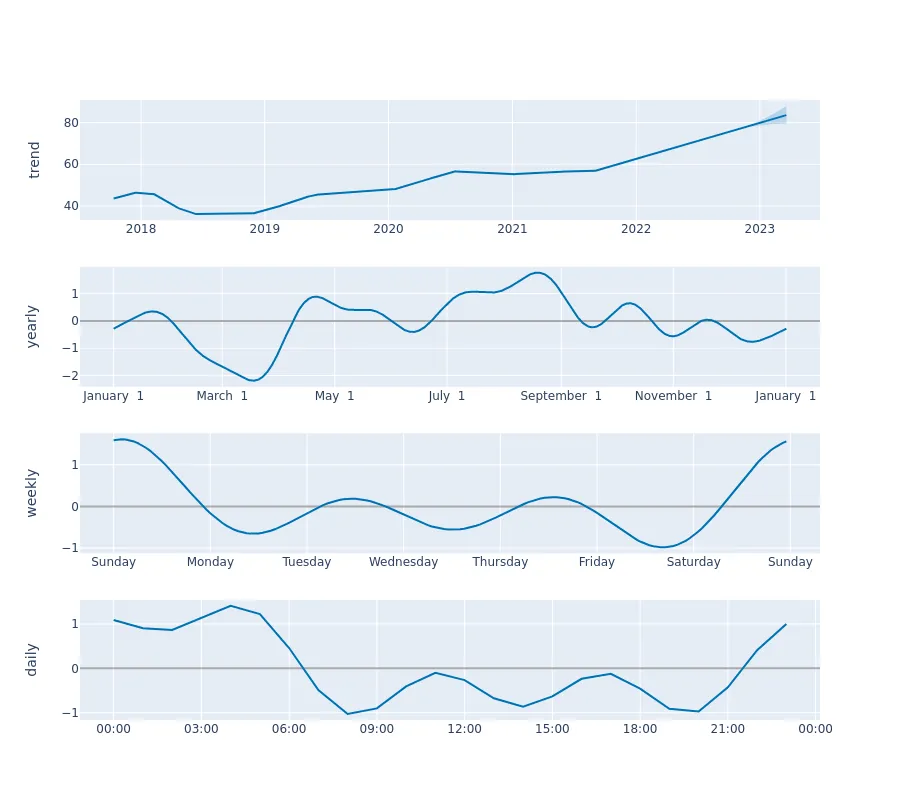 trend
80
60
40
2018 2019 2020 2021 2022 2023
yearly
1
0
−1
−2
January 1 March 1 May 1 July 1 September 1 November 1 January 1
weekly
1
0
−1
Sunday Monday Tuesday Wednesday Thursday Friday Saturday Sunday
daily
1
0
−1
00:00 03:00 06:00 09:00 12:00 15:00 18:00 21:00 00:00